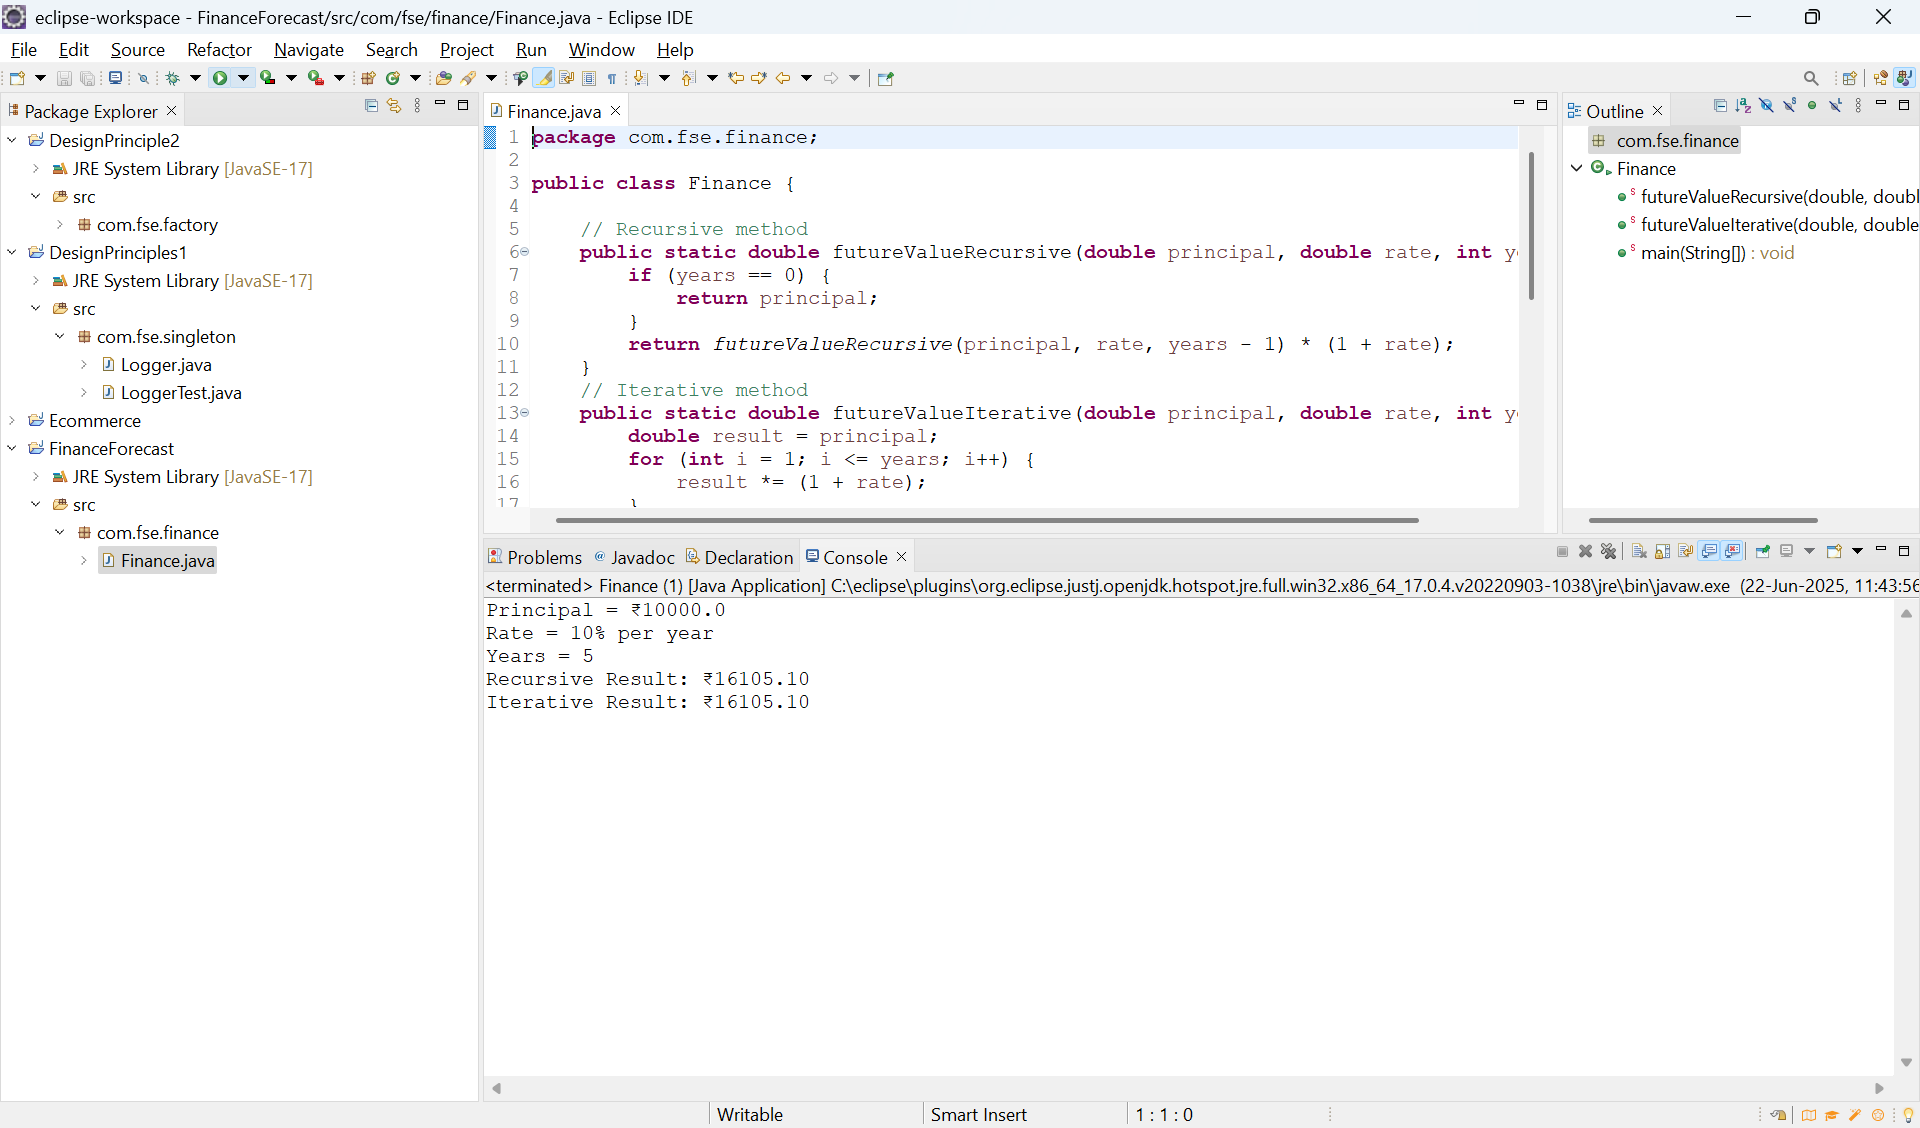 eclipse-workspace - FinanceForecast/src/com/fse/finance/Finance.java - Eclipse IDE
File Edit Source Refactor Navigate Search Project Run Window Help
Package Explorer
DesignPrinciple2
JRE System Library [JavaSE-17]
src
com.fse.factory
DesignPrinciples1
JRE System Library [JavaSE-17]
src
com.fse.singleton
Logger.java
LoggerTest.java
Ecommerce
FinanceForecast
JRE System Library [JavaSE-17]
src
com.fse.finance
Finance.java
Finance.java
1 package com.fse.finance;
2
3 public class Finance {
4
5 // Recursive method
6 public static double futureValueRecursive(double principal, double rate, int y
7 if (years == 0) {
8 return principal;
9 }
10 return futureValueRecursive(principal, rate, years - 1) * (1 + rate);
11 }
12 // Iterative method
13 public static double futureValueIterative(double principal, double rate, int y
14 double result = principal;
15 for (int i = 1; i <= years; i++) {
16 result *= (1 + rate);
17 }
Outline
com.fse.finance
Finance
futureValueRecursive(double, doubl
futureValueIterative(double, double
main(String[]) : void
Problems Javadoc Declaration Console
<terminated> Finance (1) [Java Application] C:\eclipse\plugins\org.eclipse.justj.openjdk.hotspot.jre.full.win32.x86_64_17.0.4.v20220903-1038\jre\bin\javaw.exe (22-Jun-2025, 11:43:56
Principal = ₹10000.0
Rate = 10% per year
Years = 5
Recursive Result: ₹16105.10
Iterative Result: ₹16105.10
Writable
Smart Insert
1 : 1 : 0